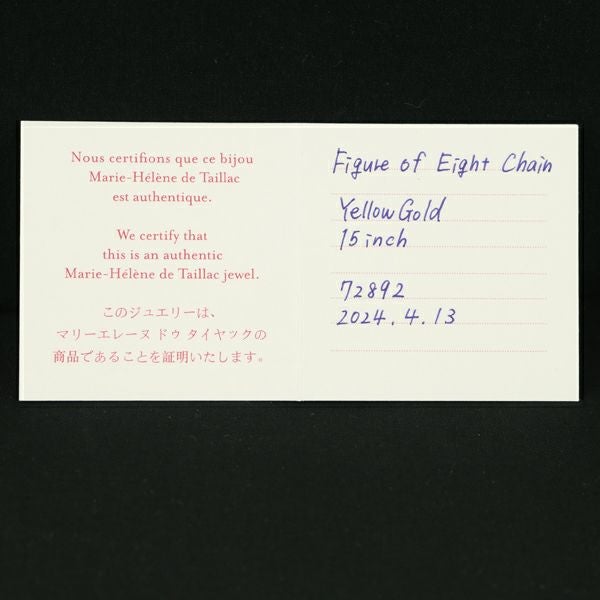 Nous certifions que ce bijou
Marie-Hélène de Taillac
est authentique.
We certify that
this is an authentic
Marie-Hélène de Taillac jewel.
このジュエリーは、
マリーエレーヌ ドゥ タイヤックの
商品であることを証明いたします。
Figure of Eight Chain
Yellow Gold
15 inch
72892
2024.4.13